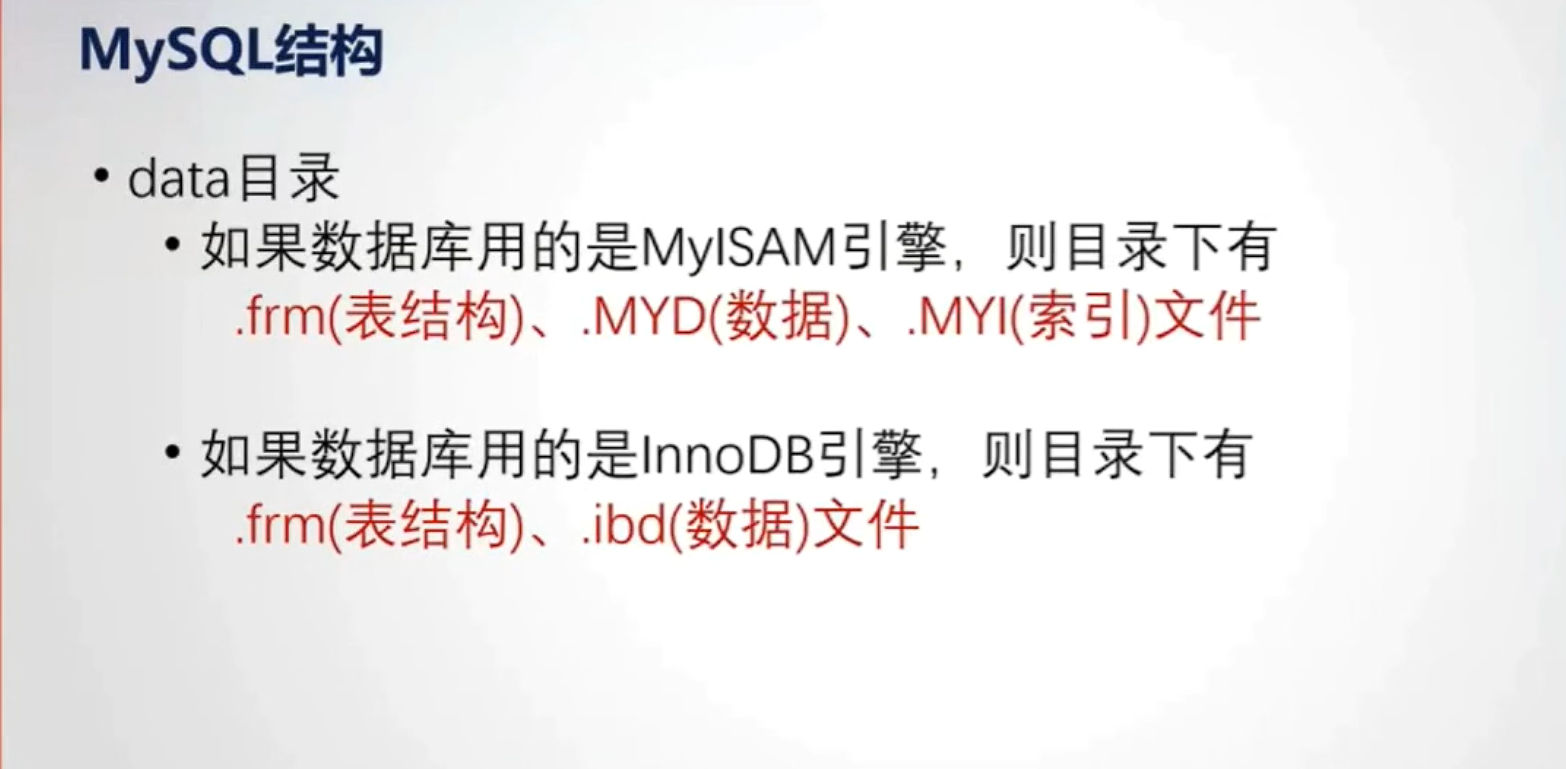 MySQL结构
• data目录
• 如果数据库用的是MyISAM引擎，则目录下有
.frm(表结构)、.MYD(数据)、.MYI(索引)文件
• 如果数据库用的是InnoDB引擎，则目录下有
.frm(表结构)、.ibd(数据)文件